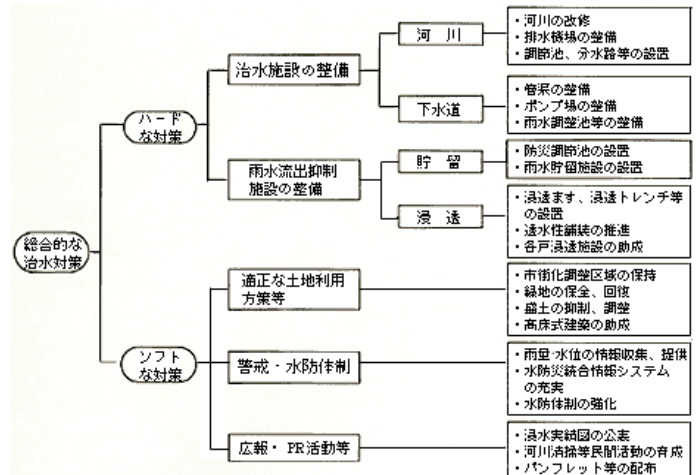 総合的な
治水対策
ハード
な対策
治水施設の整備
河 川
・河川の改修
・排水機場の整備
・調節池、分水路等の設置
下水道
・管渠の整備
・ポンプ場の整備
・雨水調整池等の整備
雨水流出抑制
施設の整備
貯 留
・防災調節池の設置
・雨水貯留施設の設置
浸 透
・浸透ます、浸透トレンチ等
の設置
・透水性舗装の推進
・各戸浸透施設の助成
ソフト
な対策
適正な土地利用
方策等
・市街化調整区域の保持
・緑地の保全、回復
・盛土の抑制、調整
・高床式建築の助成
警戒・水防体制
・雨量・水位の情報収集、提供
・水防災統合情報システム
の充実
・水防体制の強化
広報・PR活動等
・浸水実績図の公表
・河川清掃等民間活動の育成
・パンフレット等の配布